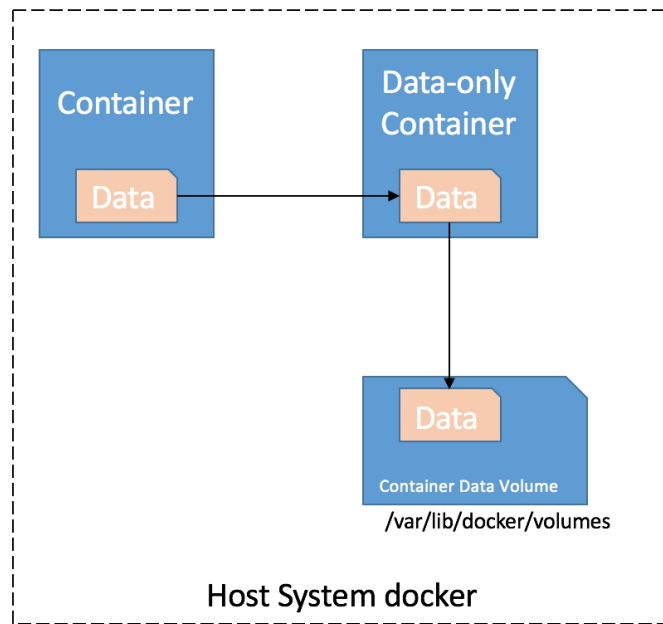 Container
Data
Data-only
Container
Data
Data
Container Data Volume
/var/lib/docker/volumes
Host System docker